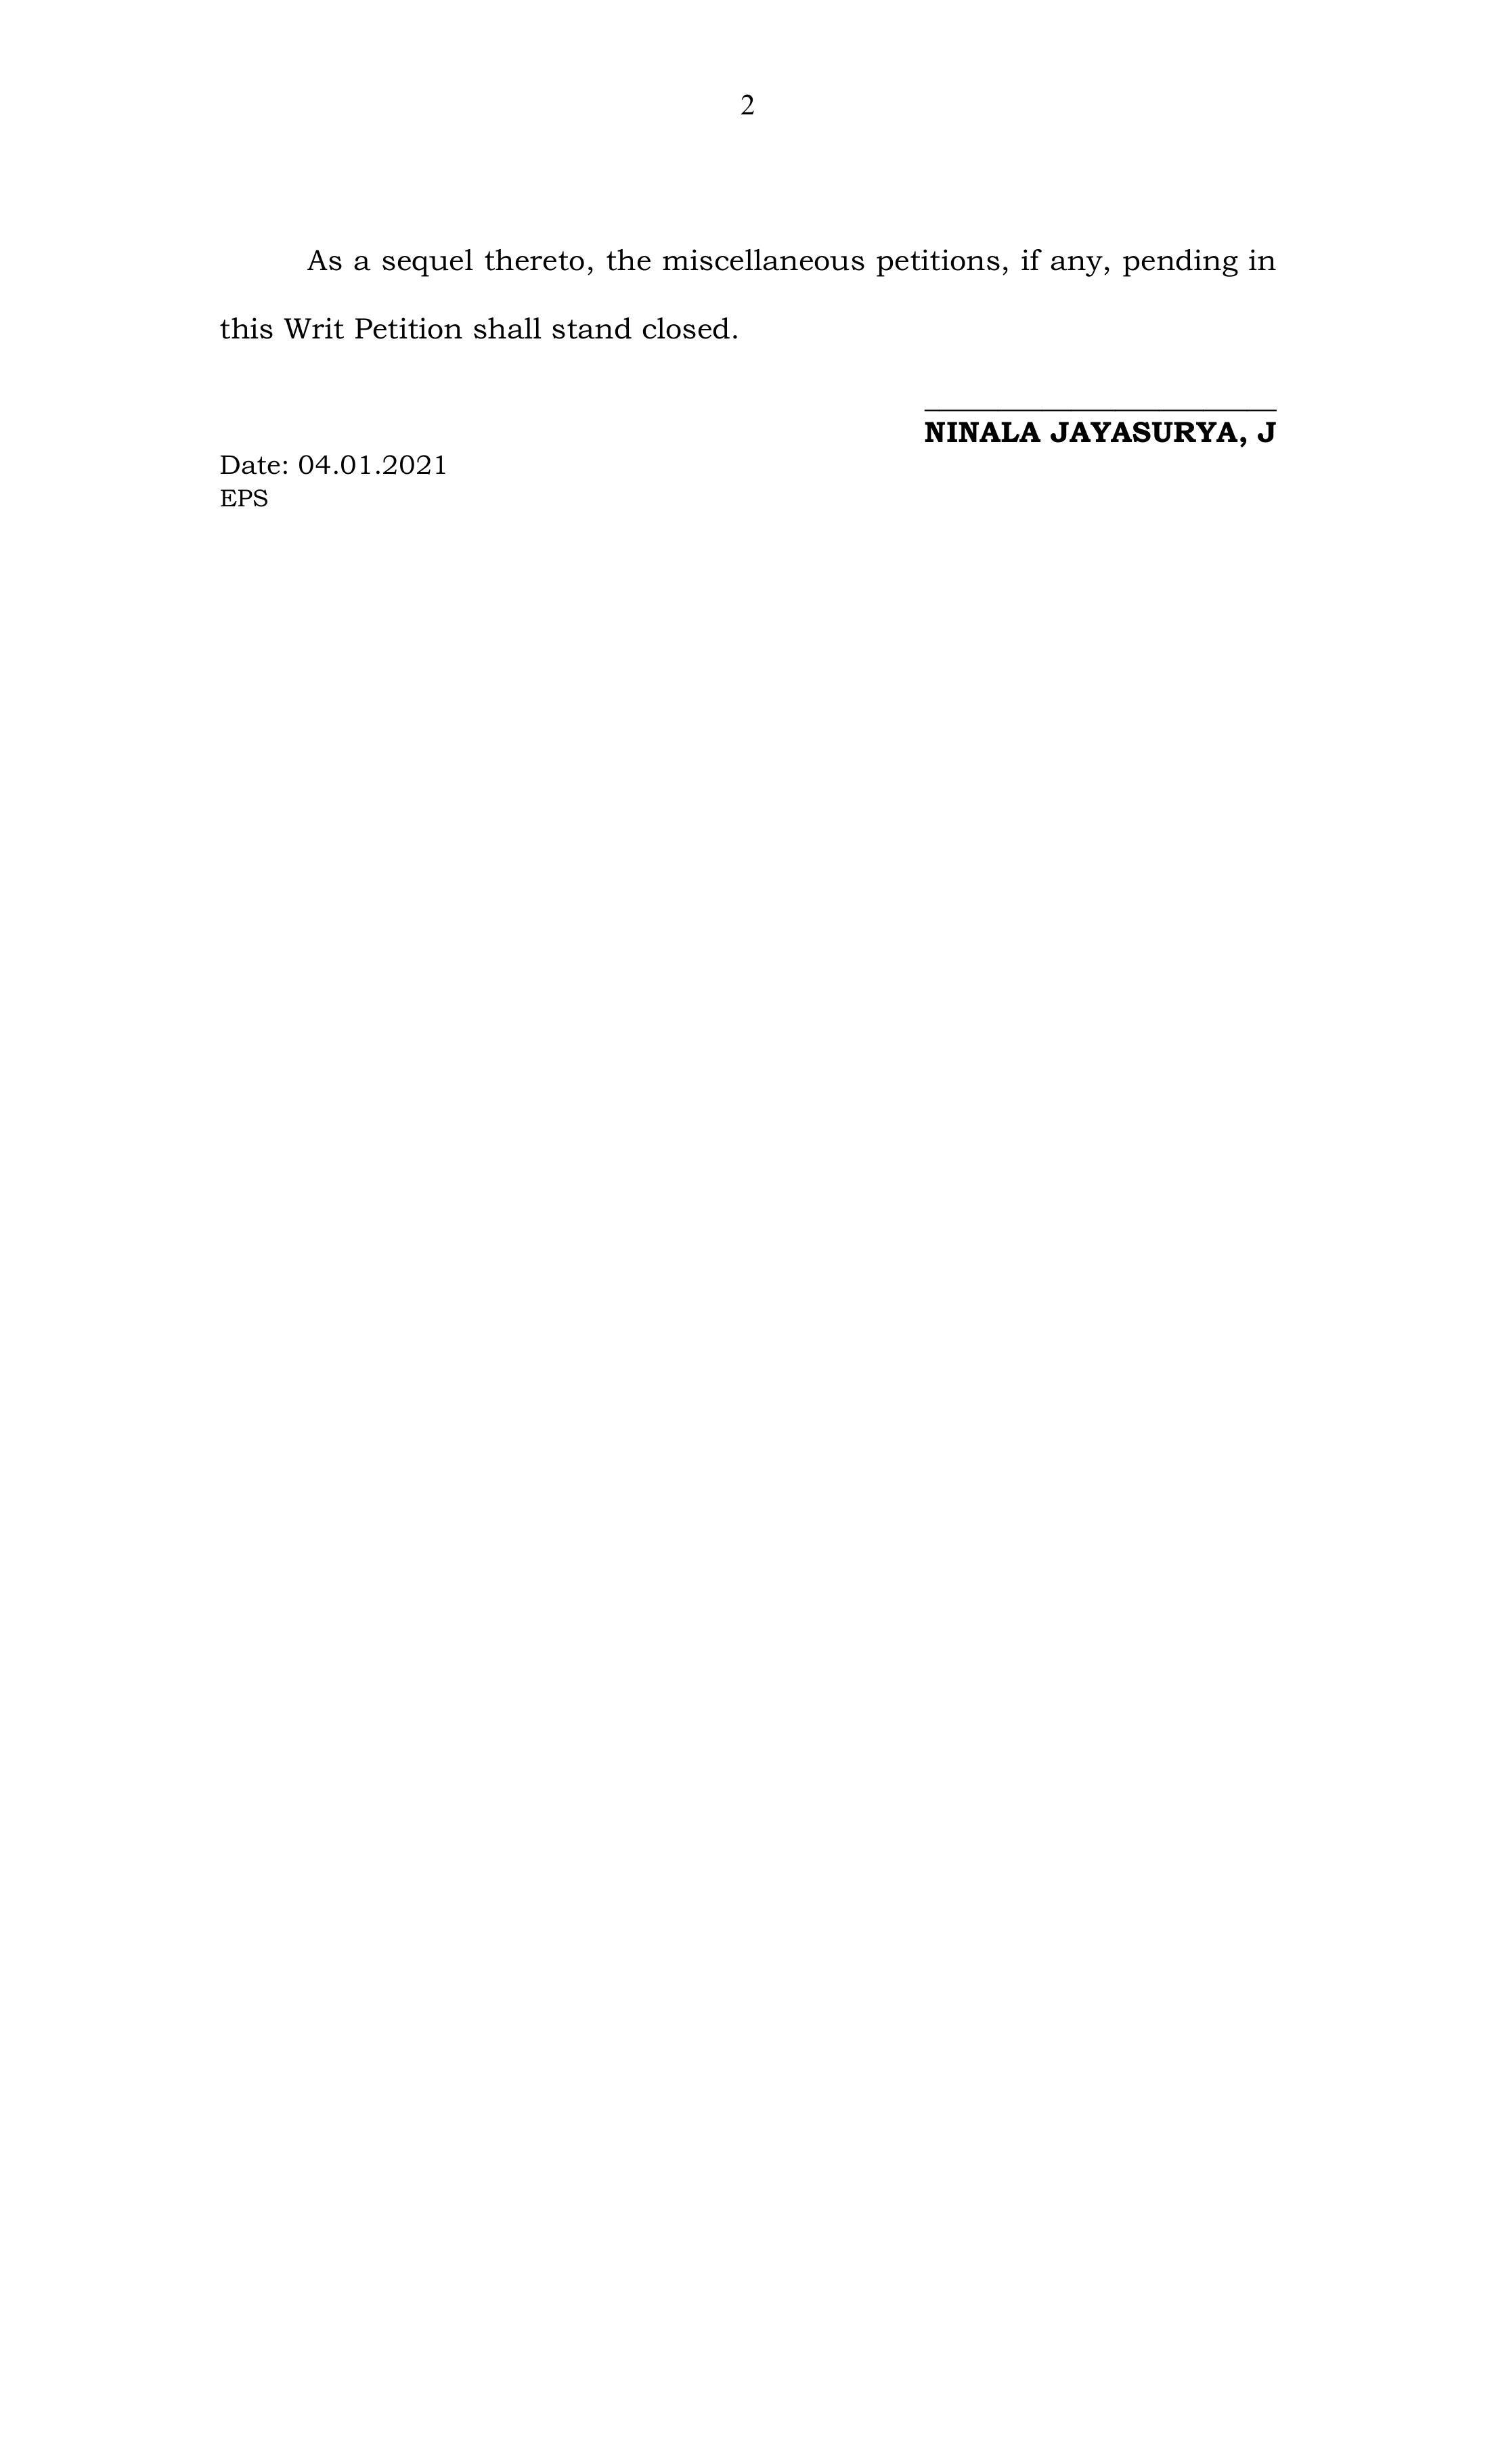 2
As a sequel thereto, the miscellaneous petitions, if any, pending in
this Writ Petition shall stand closed.
________________________
NINALA JAYASURYA, J
Date: 04.01.2021
EPS